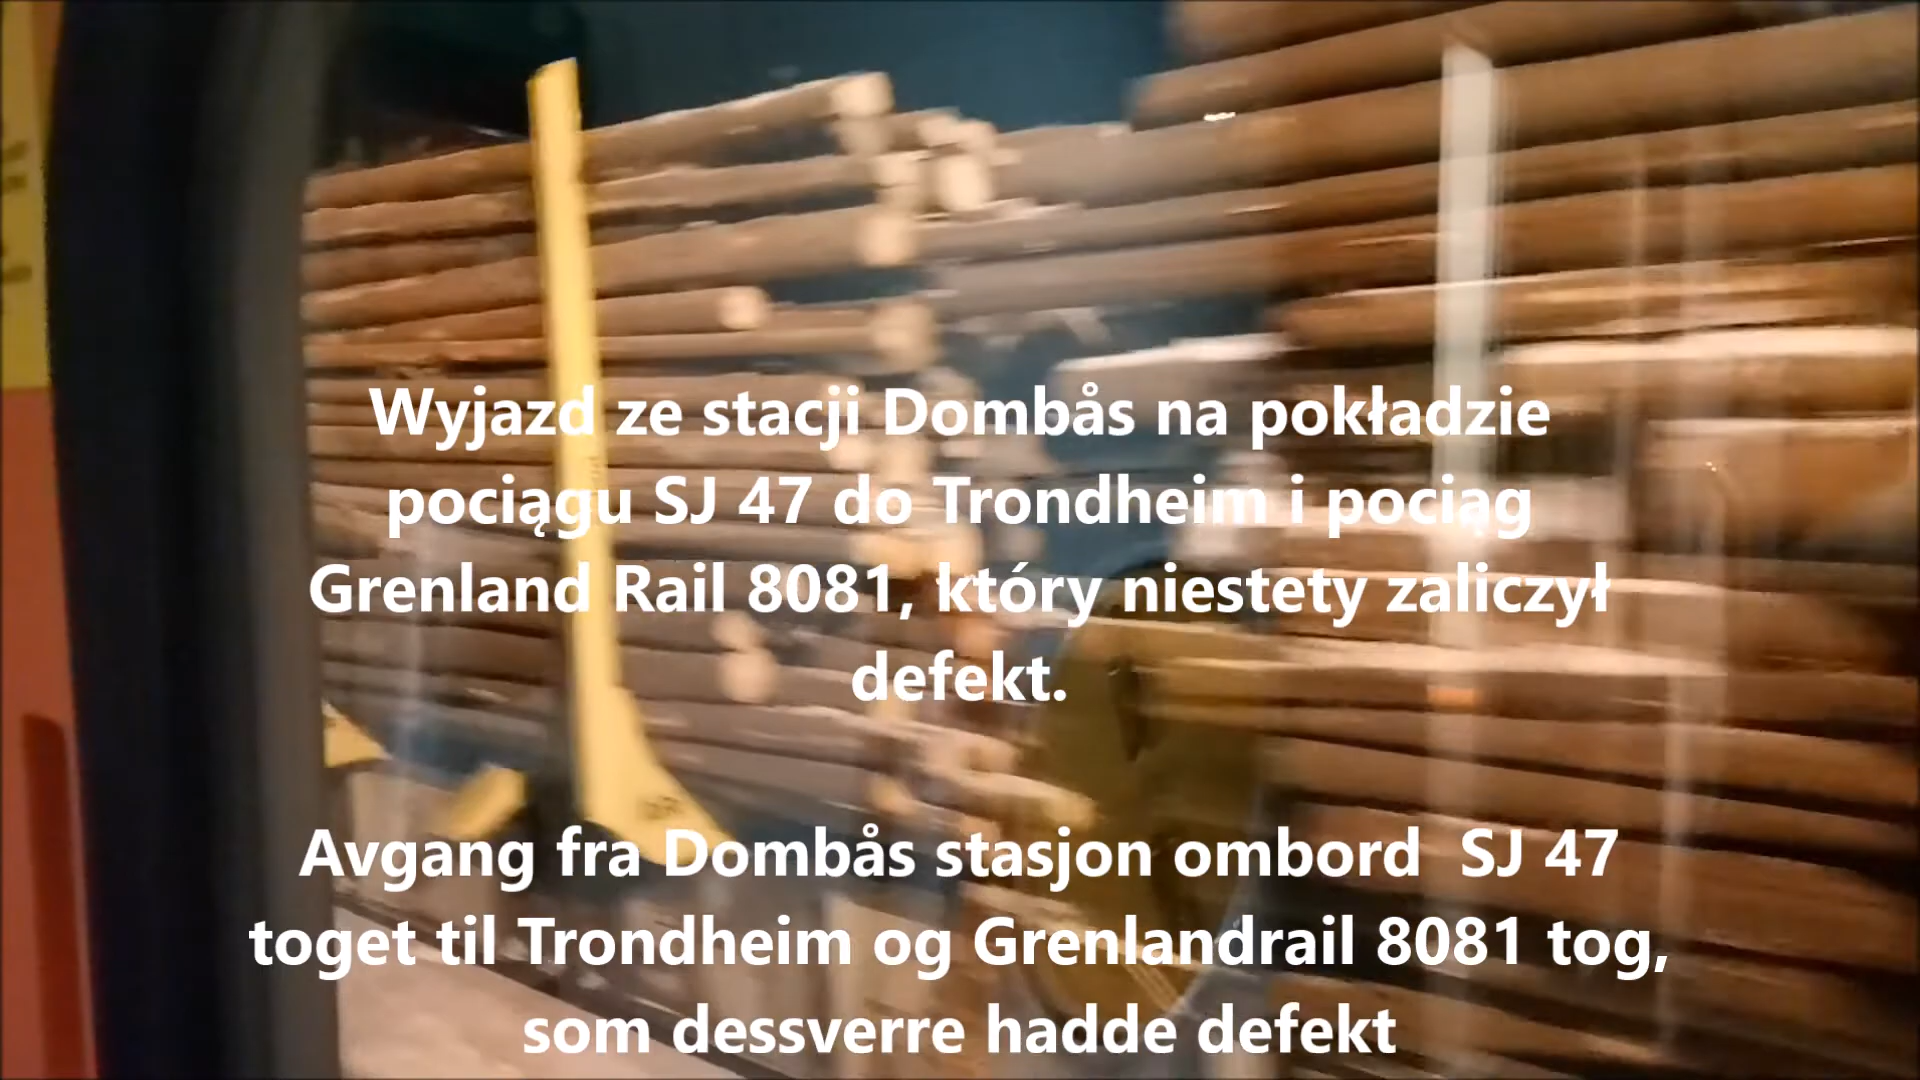 Wyjazd ze stacji Dombås na pokładzie
pociągu SJ 47 do Trondheim i pociąg
Grenland Rail 8081, który niestety zaliczył
defekt.
Avgang fra Dombås stasjon ombord  SJ 47
toget til Trondheim og Grenlandrail 8081 tog,
som dessverre hadde defekt